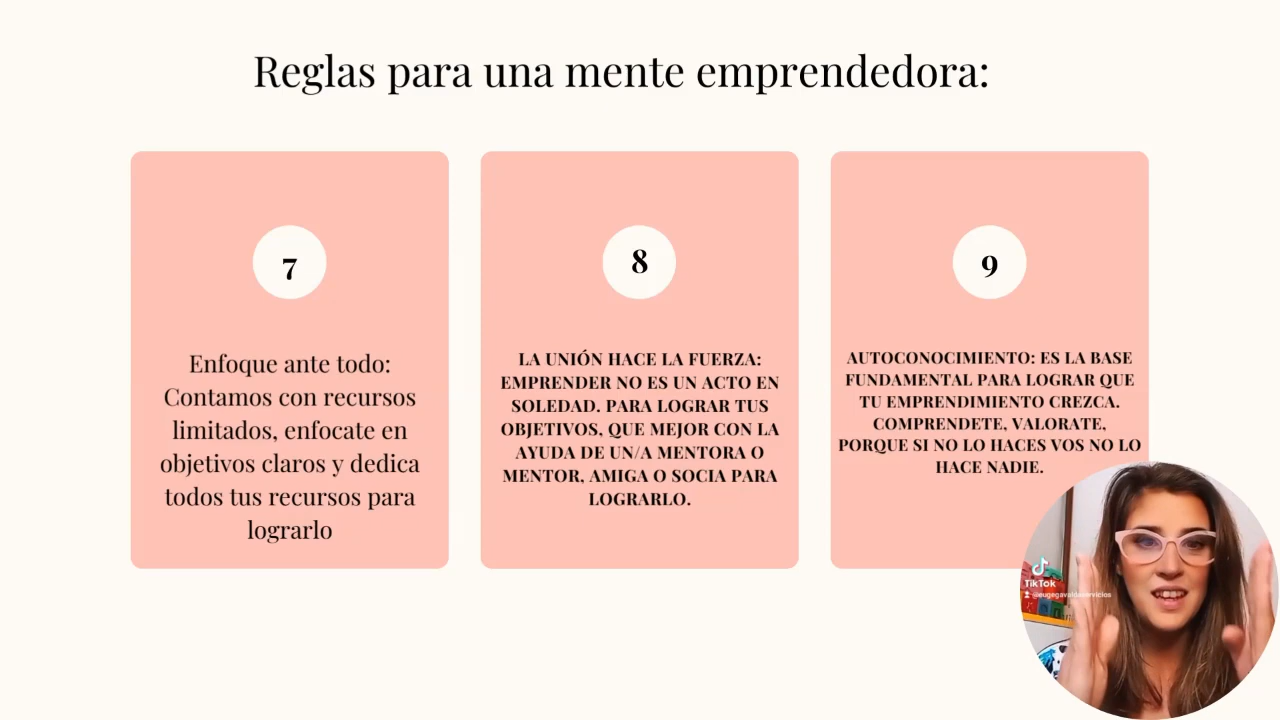 Reglas para una mente emprendedora:
7
Enfoque ante todo:
Contamos con recursos
limitados, enfocate en
objetivos claros y dedica
todos tus recursos para
lograrlo
8
LA UNIÓN HACE LA FUERZA:
EMPRENDER NO ES UN ACTO EN
SOLEDAD. PARA LOGRAR TUS
OBJETIVOS, QUE MEJOR CON LA
AYUDA DE UN/A MENTORA O
MENTOR, AMIGA O SOCIA PARA
LOGRARLO.
9
AUTOCONOCIMIENTO: ES LA BASE
FUNDAMENTAL PARA LOGRAR QUE
TU EMPRENDIMIENTO CREZCA.
COMPRENDETE, VALORATE,
PORQUE SI NO LO HACES VOS NO LO
HACE NADIE.
TikTok